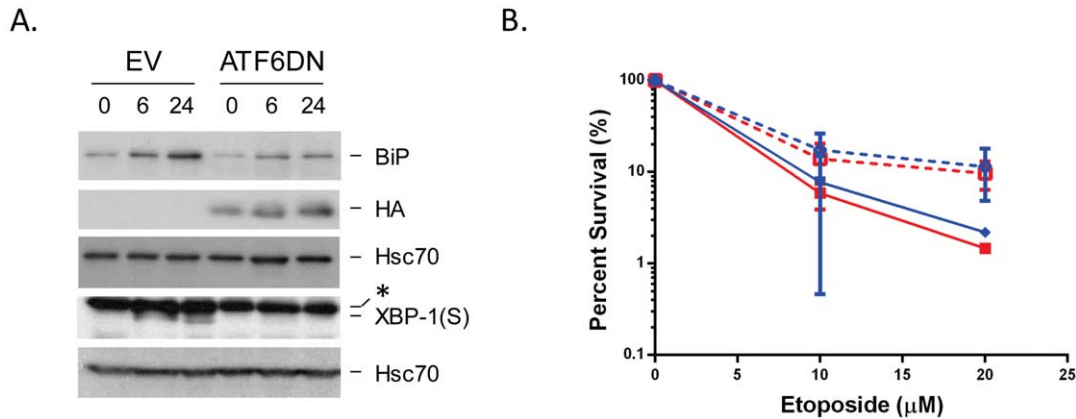 A.
EV ATF6DN
0 6 24 0 6 24
BiP
HA
Hsc70
*
XBP-1(S)
Hsc70
B.
Percent Survival (%)
100
10
1
0.1
0 5 10 15 20 25
Etoposide (μM)